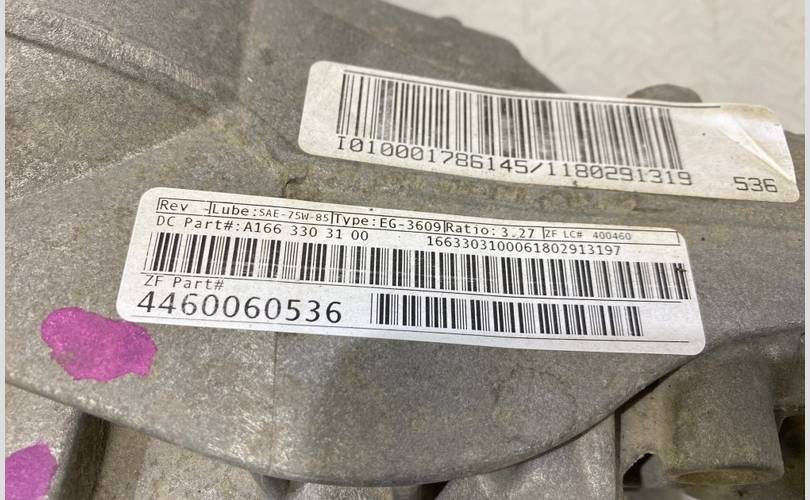 I010001786145/1180291319 536
Rev - Lube:SAE-75W-85 Type:EG-3609 Ratio: 3.27 ZF LC# 400460
DC Part#:A166 330 31 00 1663303100061802913197
ZF Part#
4460060536